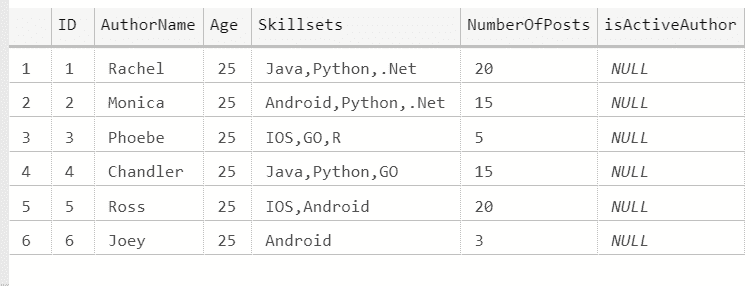 ID AuthorName Age Skillsets NumberOfPosts isActiveAuthor
1 1 Rachel 25 Java,Python,.Net 20 NULL
2 2 Monica 25 Android,Python,.Net 15 NULL
3 3 Phoebe 25 IOS,GO,R 5 NULL
4 4 Chandler 25 Java,Python,GO 15 NULL
5 5 Ross 25 IOS,Android 20 NULL
6 6 Joey 25 Android 3 NULL